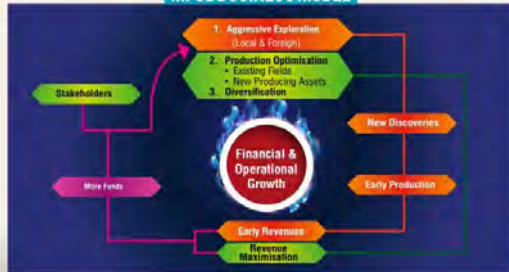 1. Aggressive Exploration
(Local & Foreign)
2. Production Optimisation
• Existing Fields
• New Producing Assets
3. Diversification
Stakeholders
New Discoveries
Financial &
Operational
Growth
More Funds
Early Production
Early Revenues
Revenue
Maximisation